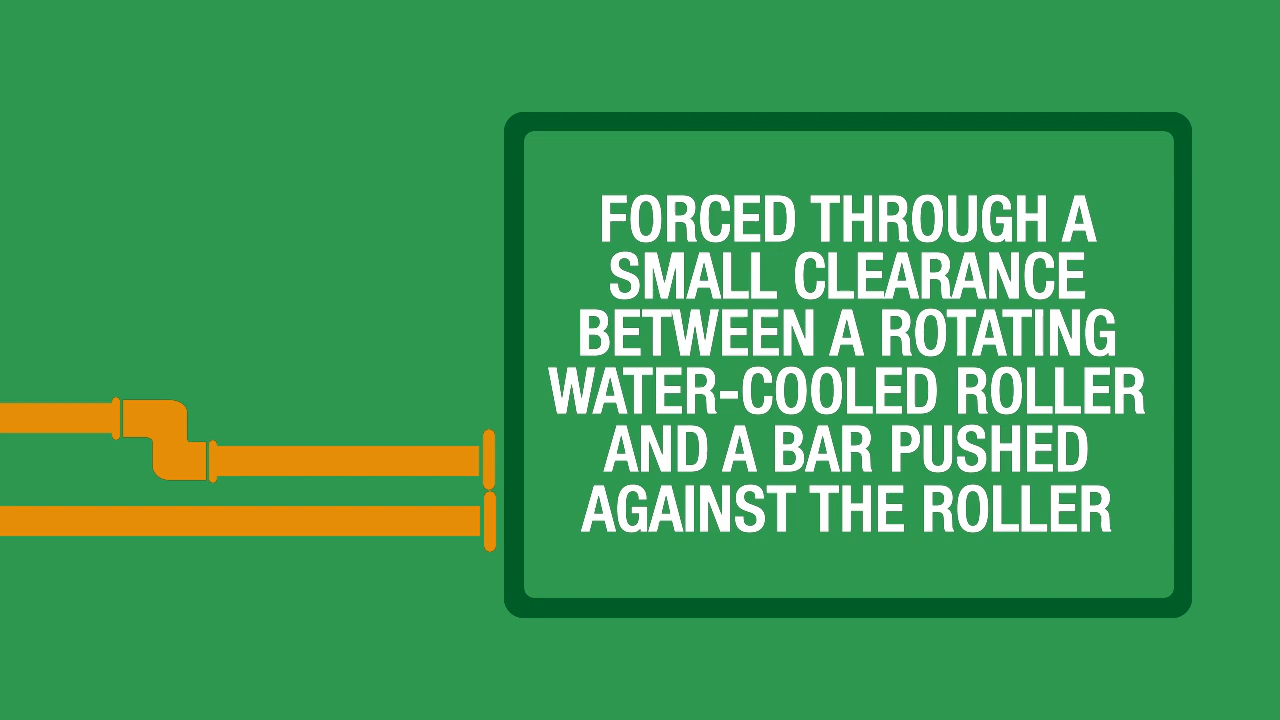 FORCED THROUGH A
SMALL CLEARANCE
BETWEEN A ROTATING
WATER-COOLED ROLLER
AND A BAR PUSHED
AGAINST THE ROLLER